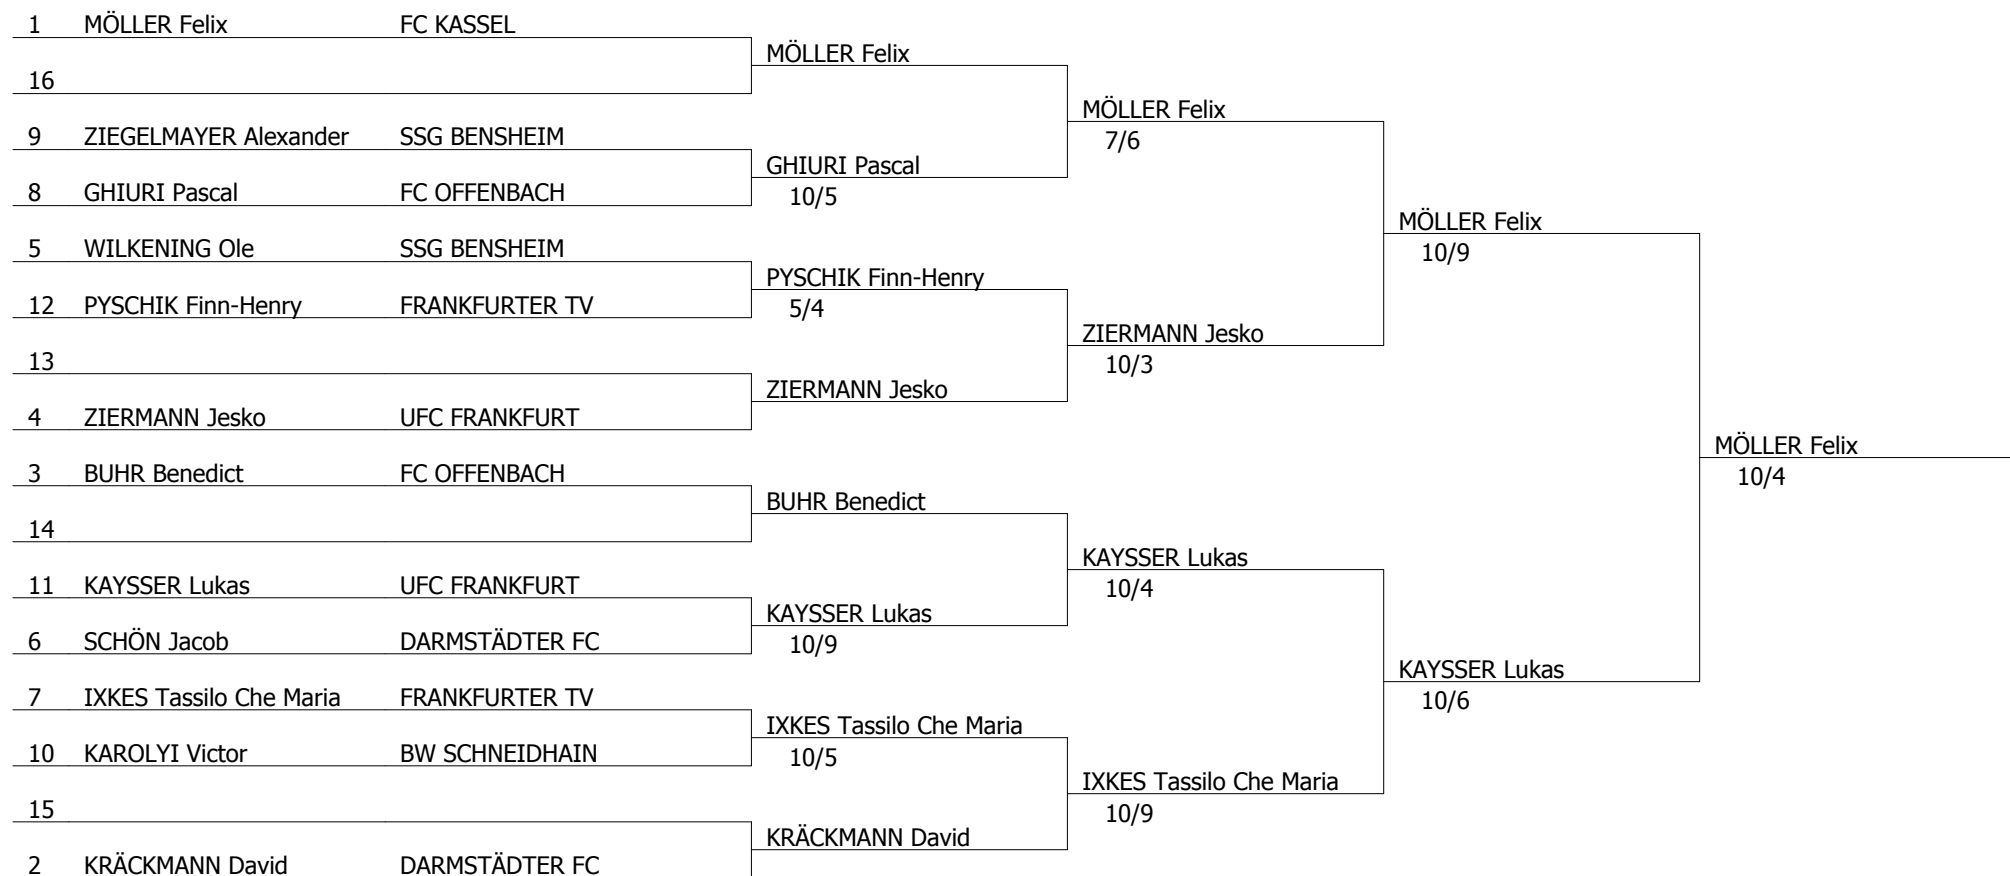 1 MÖLLER Felix FC KASSEL
MÖLLER Felix
16
MÖLLER Felix
7/6
9 ZIEGELMAYER Alexander SSG BENSHEIM
GHIURI Pascal
10/5
8 GHIURI Pascal FC OFFENBACH
MÖLLER Felix
10/9
5 WILKENING Ole SSG BENSHEIM
PYSCHIK Finn-Henry
5/4
12 PYSCHIK Finn-Henry FRANKFURTER TV
ZIERMANN Jesko
10/3
13
ZIERMANN Jesko
4 ZIERMANN Jesko UFC FRANKFURT
MÖLLER Felix
10/4
3 BUHR Benedict FC OFFENBACH
BUHR Benedict
14
KAYSSER Lukas
10/4
11 KAYSSER Lukas UFC FRANKFURT
KAYSSER Lukas
10/9
6 SCHÖN Jacob DARMSTÄDTER FC
KAYSSER Lukas
10/6
7 IXKES Tassilo Che Maria FRANKFURTER TV
IXKES Tassilo Che Maria
10/5
10 KAROLYI Victor BW SCHNEIDHAIN
IXKES Tassilo Che Maria
10/9
15
KRÄCKMANN David
2 KRÄCKMANN David DARMSTÄDTER FC